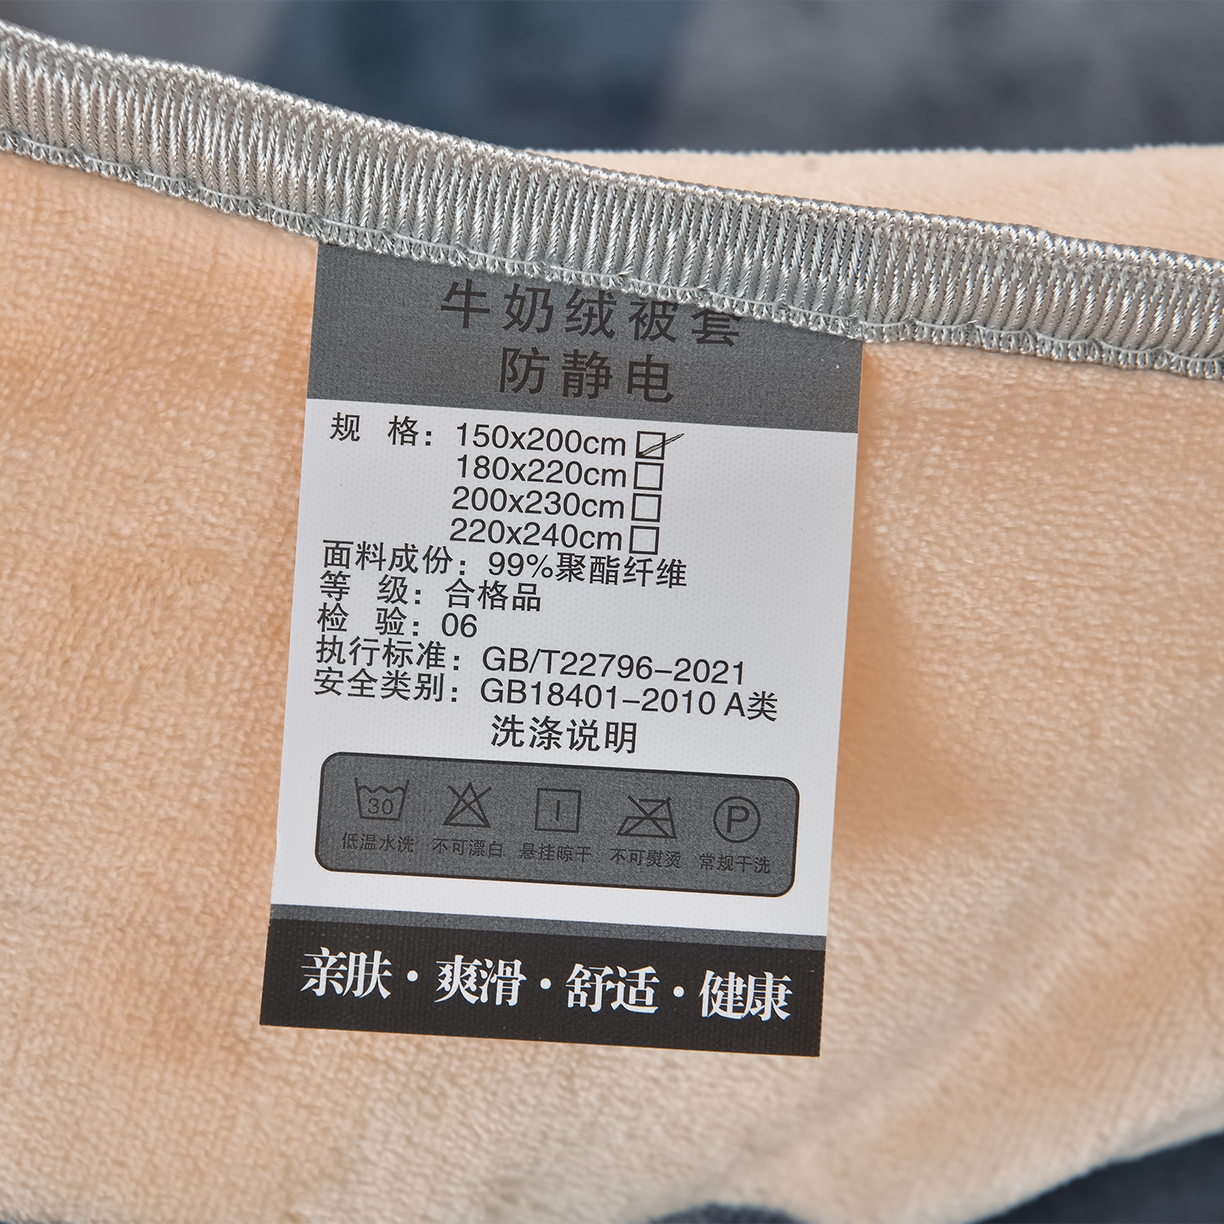 牛奶绒被套
防静电
规 格：150x200cm
180x220cm
200x230cm
220x240cm
面料成份：99%聚酯纤维
等 级：合格品
检 验：06
执行标准：GB/T22796-2021
安全类别：GB18401-2010 A类
洗涤说明
30 I P
低温水洗 不可漂白 悬挂晾干 不可熨烫 常规干洗
亲肤·爽滑·舒适·健康